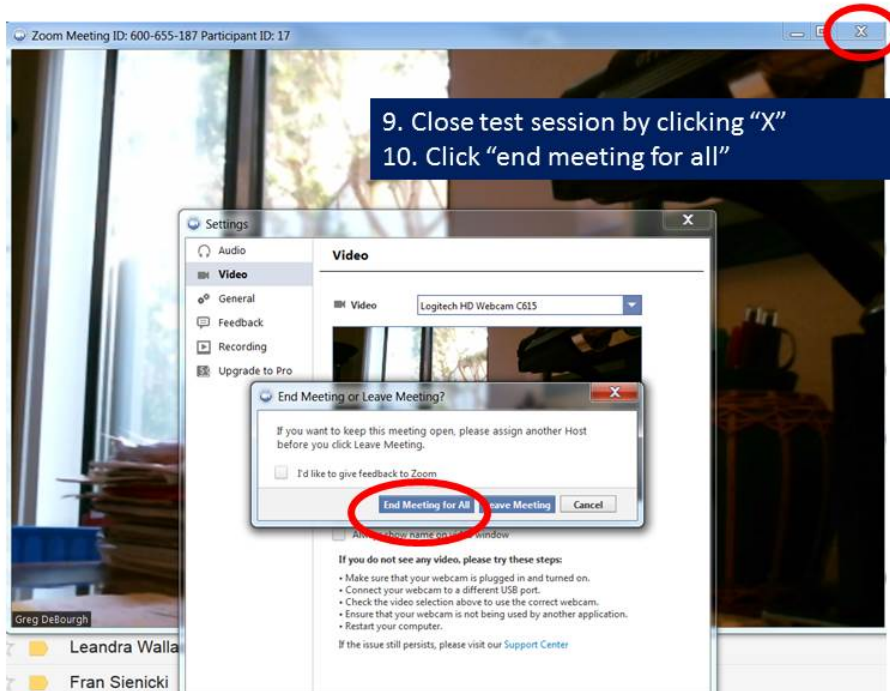 Zoom Meeting ID: 600-655-187 Participant ID: 17
X
9. Close test session by clicking “X”
10. Click “end meeting for all”
Settings
X
Audio
Video
General
Feedback
Recording
Upgrade to Pro
Video
Video
Logitech HD Webcam C615
End Meeting or Leave Meeting?
X
If you want to keep this meeting open, please assign another Host
before you click Leave Meeting.
I'd like to give feedback to Zoom
End Meeting for All
Leave Meeting
Cancel
Always show name on video window
If you do not see any video, please try these steps:
• Make sure that your webcam is plugged in and turned on.
• Connect your webcam to a different USB port.
• Check the video selection above to use the correct webcam.
• Ensure that your webcam is not being used by another application.
• Restart your computer.
If the issue still persists, please visit our Support Center
Greg DeBourgh
Leandra Walla
Fran Sienicki